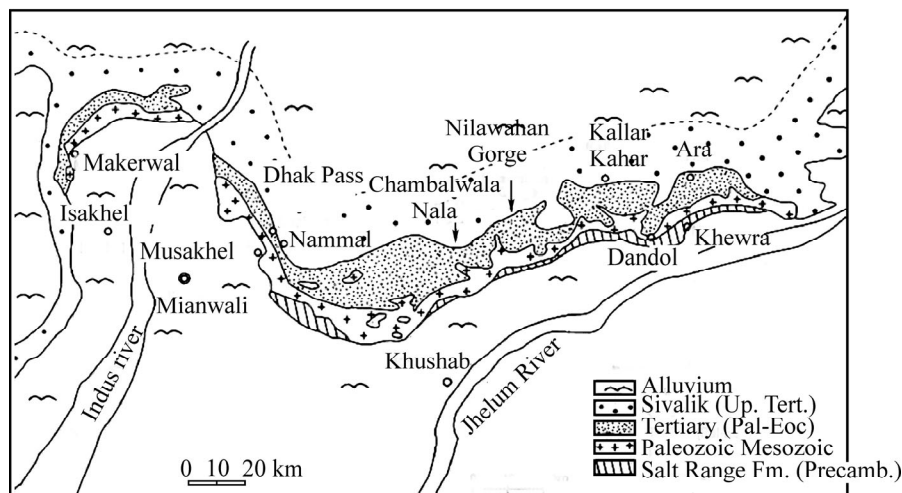 Nilawahan
Gorge
Kallar
Kahar
Ara
Makerwal
Dhak Pass
Chambalwala
Nala
Isakhel
Musakhel
Nammal
Khewra
Dandol
Mianwali
Indus river
Khushab
Jhelum River
Alluvium
Sivalik (Up. Tert.)
Tertiary (Pal-Eoc)
Paleozoic Mesozoic
Salt Range Fm. (Precamb.)
0 10 20 km